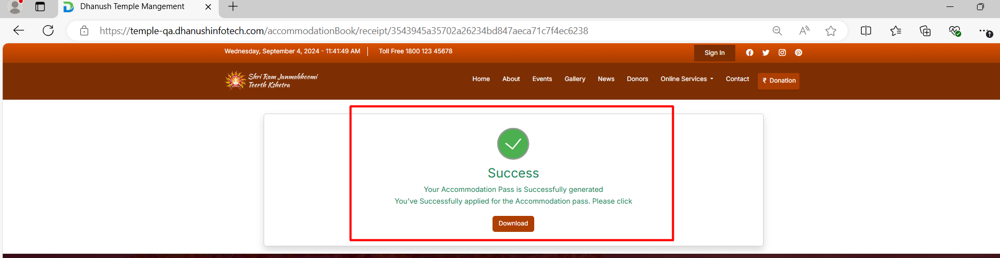 Dhanush Temple Mangement
https://temple-qa.dhanushinfotech.com/accommodationBook/receipt/3543945a35702a26234bd847aeca71c7f4ec6238
Wednesday, September 4, 2024 - 11:41:49 AM
Toll Free 1800 123 45678
Sign In
Shri Ram Janmabhoomi
Teerth Kshetra
Home About Events Gallery News Donors Online Services Contact ₹ Donation
Success
Your Accommodation Pass is Successfully generated
You've Successfully applied for the Accommodation pass. Please click
Download